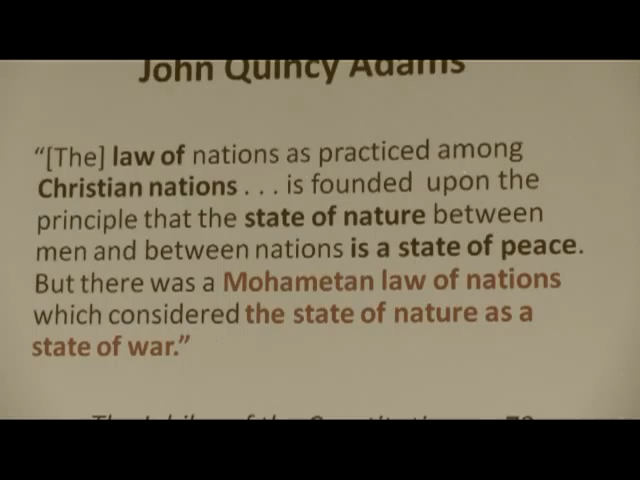 John Quincy Adams
“[The] law of nations as practiced among
Christian nations . . . is founded upon the
principle that the state of nature between
men and between nations is a state of peace.
But there was a Mohametan law of nations
which considered the state of nature as a
state of war.”